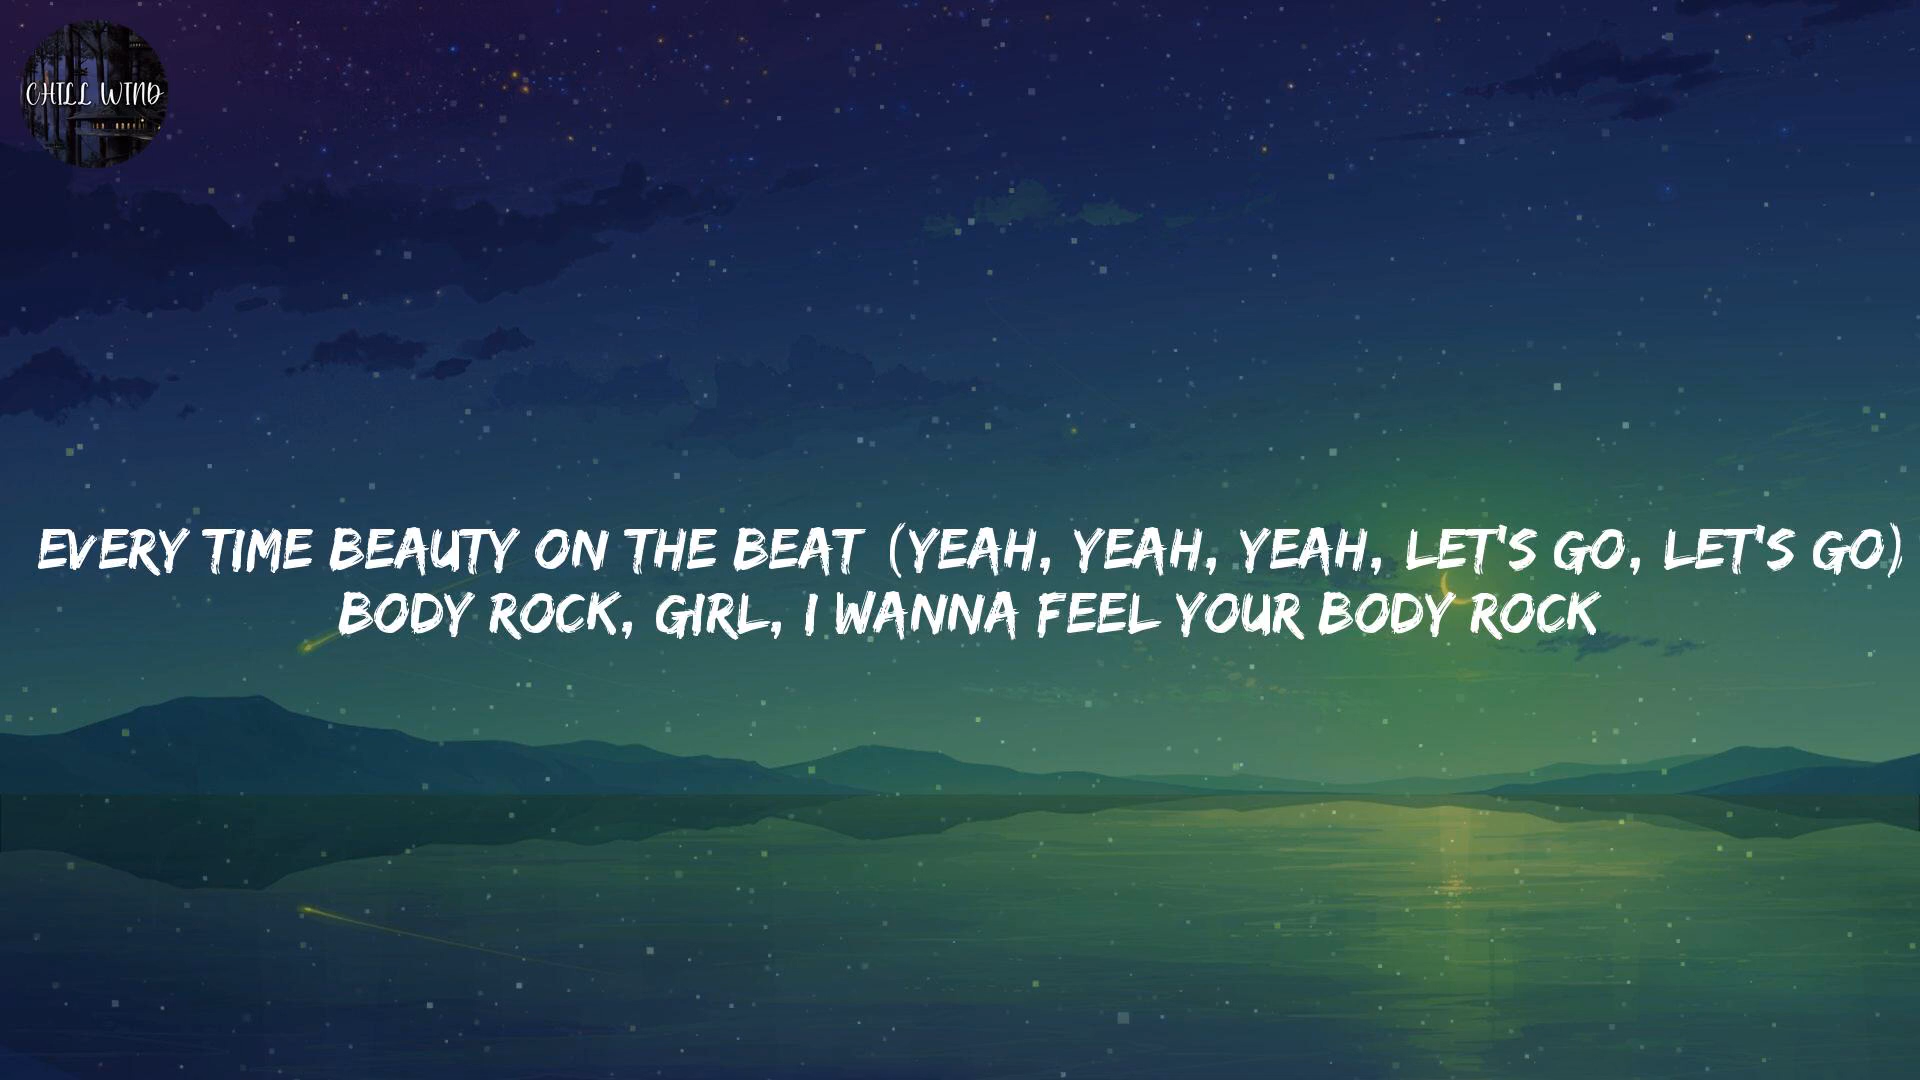 CHILL WIND
EVERY TIME BEAUTY ON THE BEAT (YEAH, YEAH, YEAH, LET'S GO, LET'S GO)
BODY ROCK, GIRL, I WANNA FEEL YOUR BODY ROCK